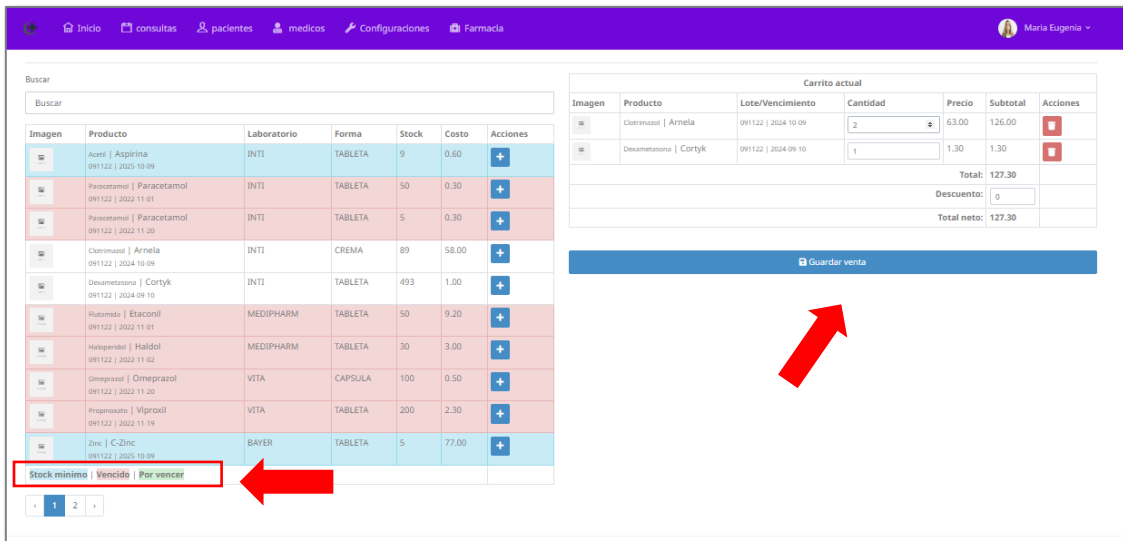 Inicio consultas pacientes medicos Configuraciones Farmacia Maria Eugenia
Buscar
Buscar
Imagen Producto Laboratorio Forma Stock Costo Acciones
Acetil | Aspirina INTI TABLETA 9 0.60 +
091122 | 2025-10-09
Paracetamol | Paracetamol INTI TABLETA 50 0.30 +
091122 | 2022-11-01
Paracetamol | Paracetamol INTI TABLETA 5 0.30 +
091122 | 2022-11-20
Clotrimazol | Arnela INTI CREMA 89 58.00 +
091122 | 2024-10-09
Dexametasona | Cortyk INTI TABLETA 493 1.00 +
091122 | 2024-09-10
Flutamida | Etaconil MEDIPHARM TABLETA 50 9.20 +
091122 | 2022-11-01
Haloperidol | Haldol MEDIPHARM TABLETA 30 3.00 +
091122 | 2022-11-02
Omeprazol | Omeprazol VITA CAPSULA 100 0.50 +
091122 | 2022-11-20
Propinoxato | Viproxil VITA TABLETA 200 2.30 +
091122 | 2022-11-19
Zinc | C-Zinc BAYER TABLETA 5 77.00 +
091122 | 2025-10-09
Stock minimo | Vencido | Por vencer
‹ 1 2 ›
Carrito actual
Imagen Producto Lote/Vencimiento Cantidad Precio Subtotal Acciones
Clotrimazol | Arnela 091122 | 2024-10-09 2 63.00 126.00
Dexametasona | Cortyk 091122 | 2024-09-10 1 1.30 1.30
Total: 127.30
Descuento: 0
Total neto: 127.30
Guardar venta